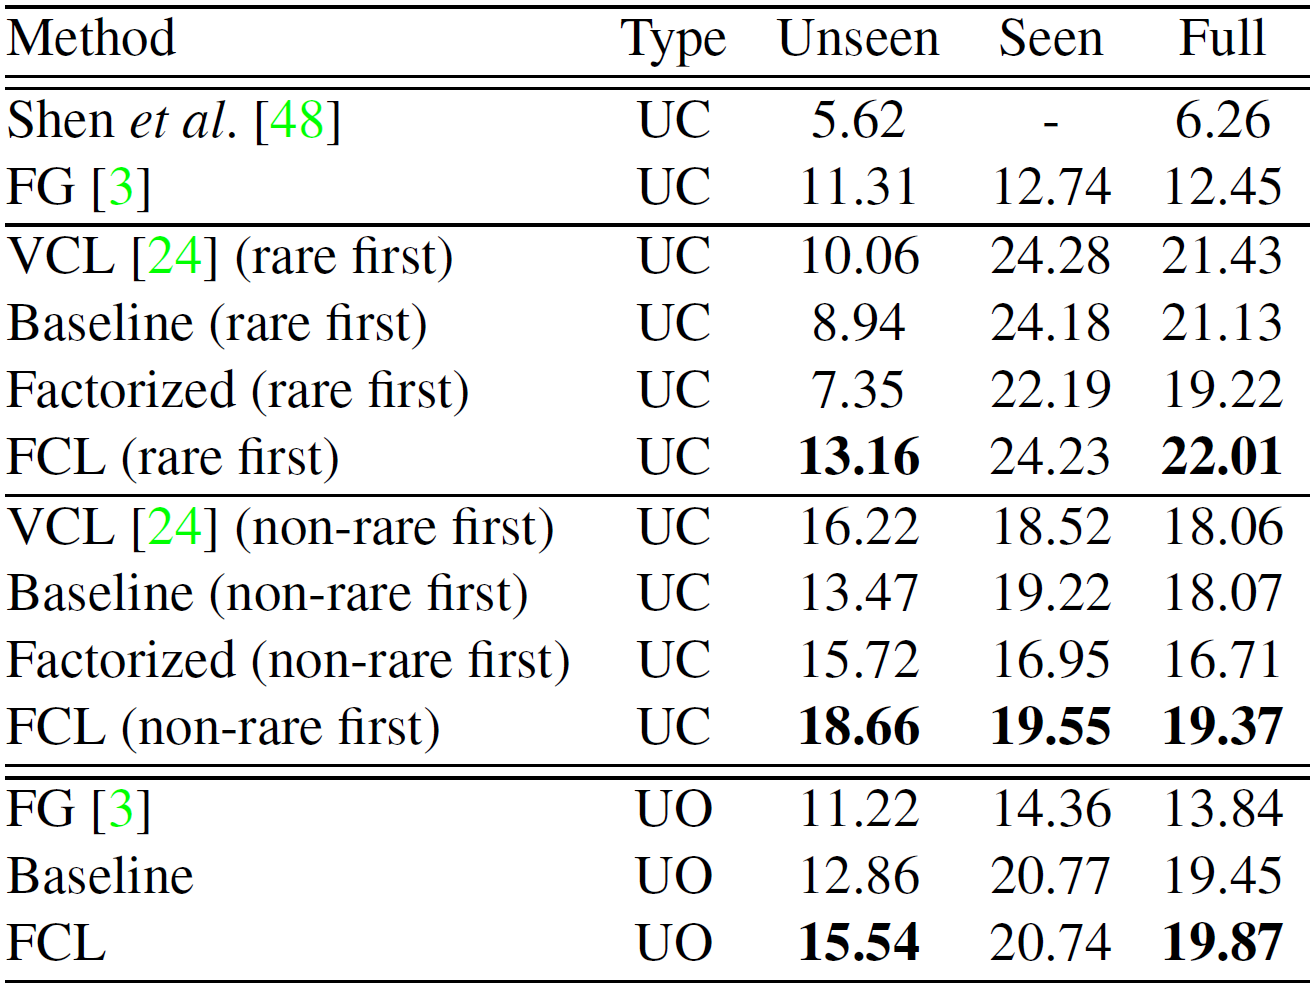 Method Type Unseen Seen Full
Shen et al. [48] UC 5.62 - 6.26
FG [3] UC 11.31 12.74 12.45
VCL [24] (rare first) UC 10.06 24.28 21.43
Baseline (rare first) UC 8.94 24.18 21.13
Factorized (rare first) UC 7.35 22.19 19.22
FCL (rare first) UC 13.16 24.23 22.01
VCL [24] (non-rare first) UC 16.22 18.52 18.06
Baseline (non-rare first) UC 13.47 19.22 18.07
Factorized (non-rare first) UC 15.72 16.95 16.71
FCL (non-rare first) UC 18.66 19.55 19.37
FG [3] UO 11.22 14.36 13.84
Baseline UO 12.86 20.77 19.45
FCL UO 15.54 20.74 19.87